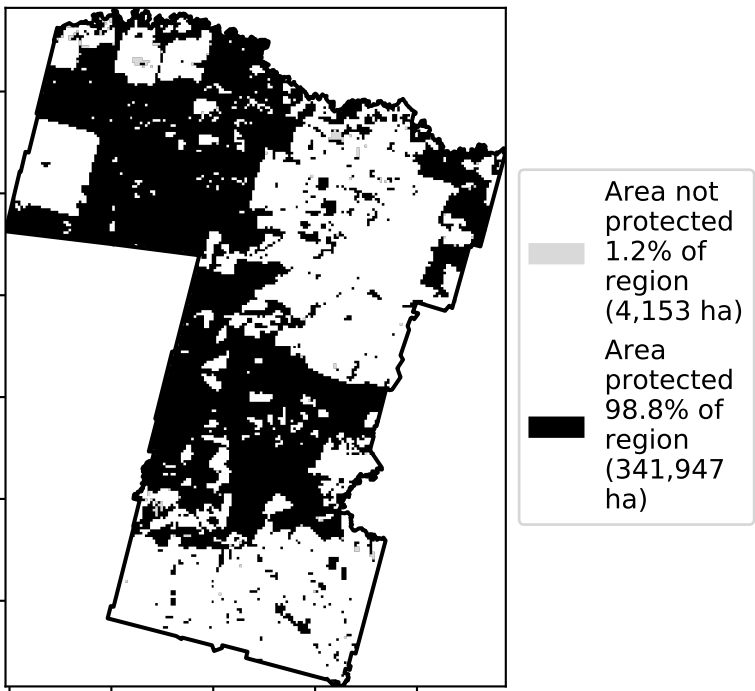 Area not
protected
1.2% of
region
(4,153 ha)
Area
protected
98.8% of
region
(341,947
ha)